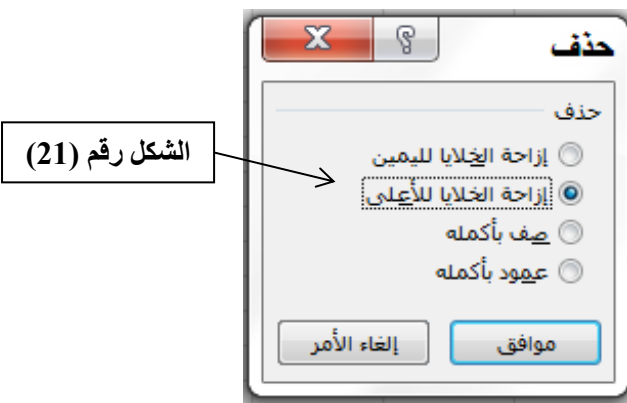 حذف
حذف
إزاحة الخلايا لليمين
إزاحة الخلايا للأعلى
صف بأكمله
عمود بأكمله
موافق
إلغاء الأمر
الشكل رقم (21)